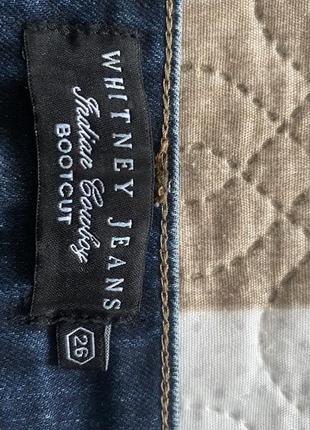 WHITNEY JEANS
Italian Cowboy
BOOTCUT
26